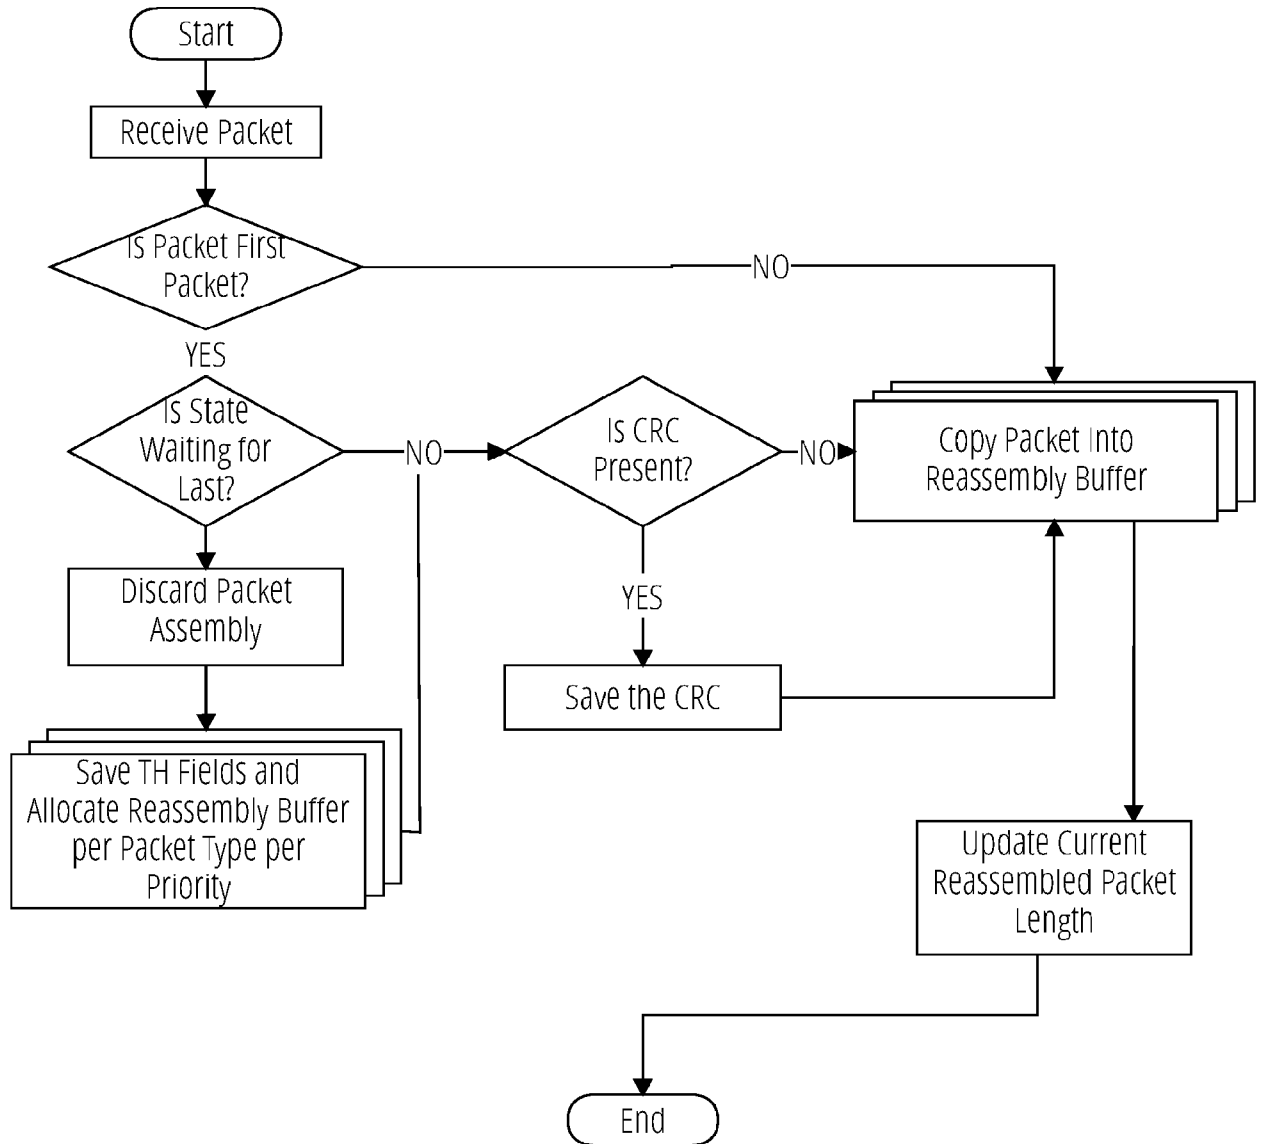 Start
Receive Packet
Is Packet First
Packet?
NO
YES
Is State
Waiting for
Last?
NO
Is CRC
Present?
NO
Copy Packet Into
Reassembly Buffer
Discard Packet
Assembly
YES
Save the CRC
Save TH Fields and
Allocate Reassembly Buffer
per Packet Type per
Priority
Update Current
Reassembled Packet
Length
End